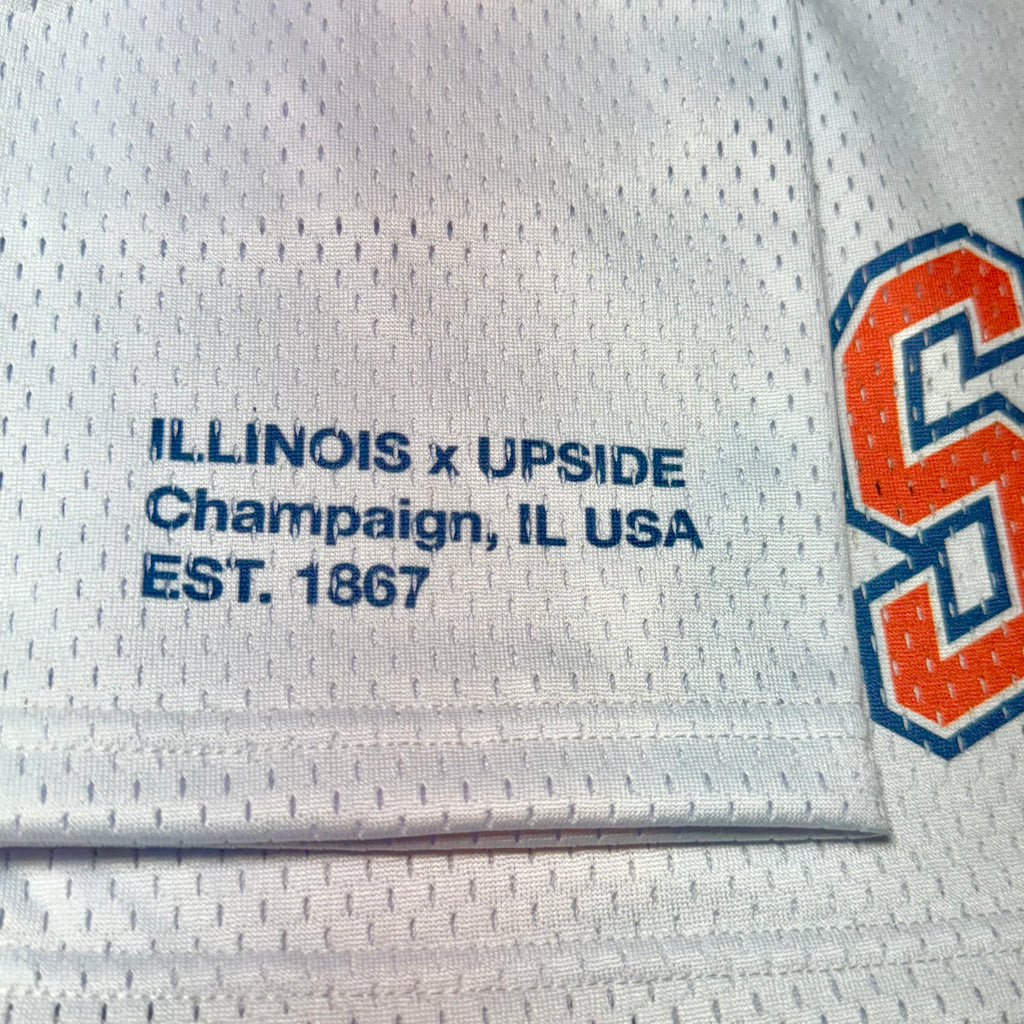 ILLINOIS x UPSIDE
Champaign, IL USA
EST. 1867
S